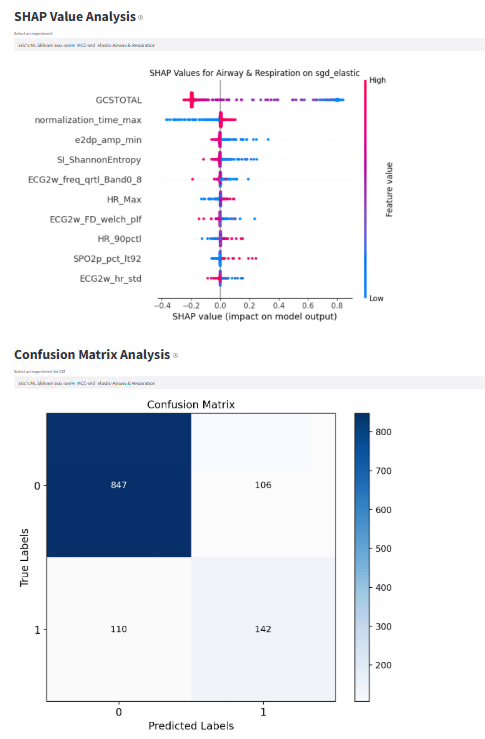 SHAP Value Analysis
SHAP Values for Airway & Respiration on sgd_elastic
High
GCSTOTAL
normalization_time_max
e2dp_amp_min
SI_ShannonEntropy
ECG2w_freq_qrtl_Band0_8
HR_Max
ECG2w_FD_welch_plf
HR_90pctl
SPO2p_pct_lt92
ECG2w_hr_std
Feature value
Low
−0.4 −0.2 0.0 0.2 0.4 0.6 0.8
SHAP value (impact on model output)
Confusion Matrix Analysis
Confusion Matrix
True Labels
0
847
106
1
110
142
0 1
Predicted Labels
800
700
600
500
400
300
200